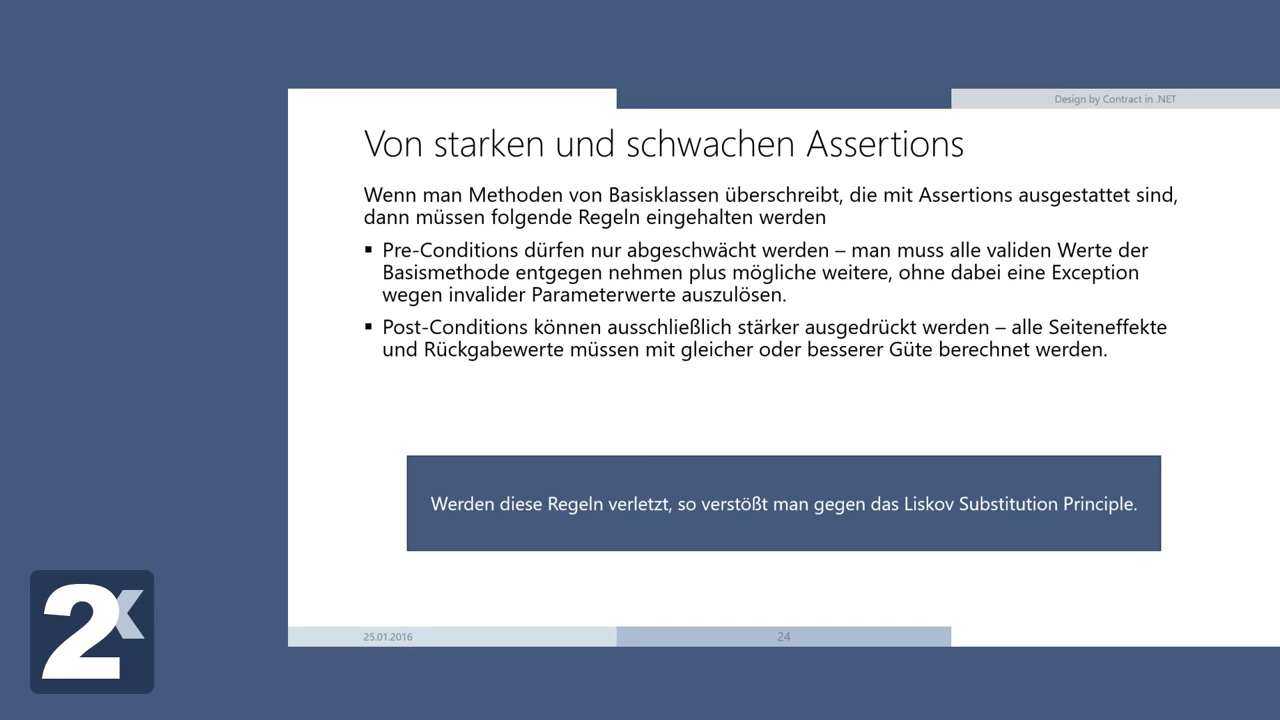 Design by Contract in .NET
Von starken und schwachen Assertions
Wenn man Methoden von Basisklassen überschreibt, die mit Assertions ausgestattet sind,
dann müssen folgende Regeln eingehalten werden
▪ Pre-Conditions dürfen nur abgeschwächt werden – man muss alle validen Werte der
Basismethode entgegen nehmen plus mögliche weitere, ohne dabei eine Exception
wegen invalider Parameterwerte auszulösen.
▪ Post-Conditions können ausschließlich stärker ausgedrückt werden – alle Seiteneffekte
und Rückgabewerte müssen mit gleicher oder besserer Güte berechnet werden.
Werden diese Regeln verletzt, so verstößt man gegen das Liskov Substitution Principle.
25.01.2016
24
2x